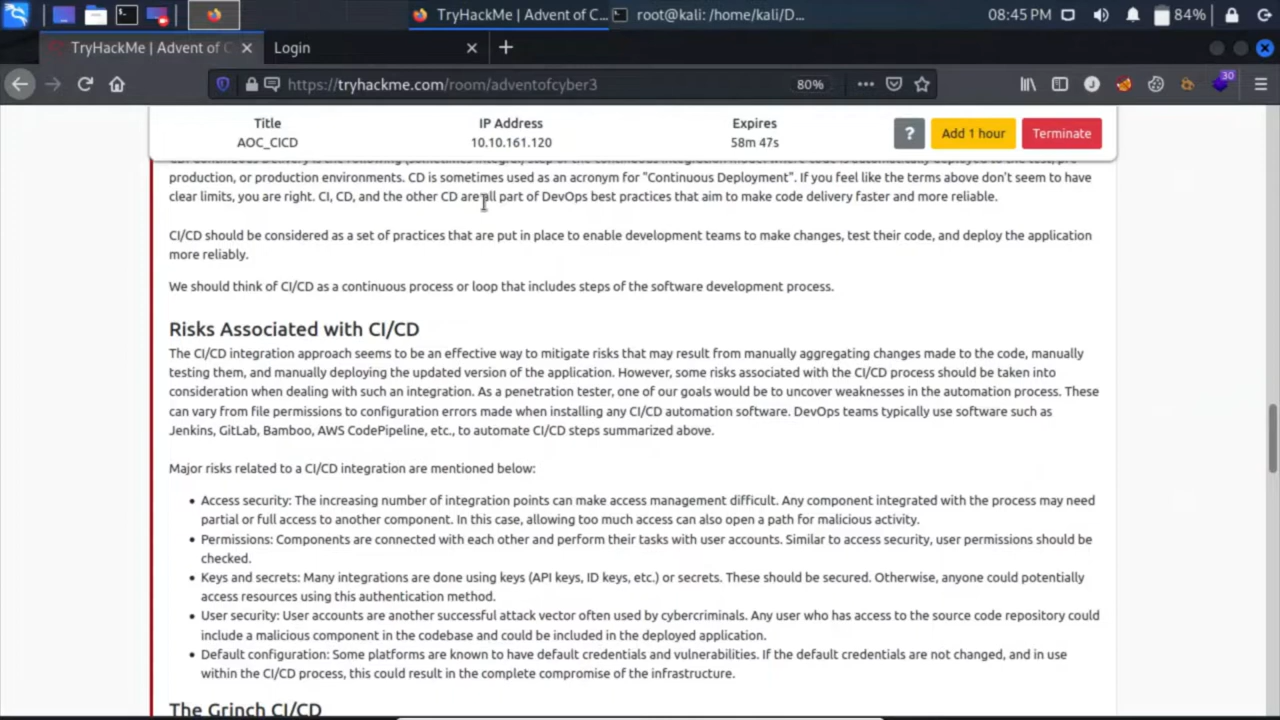 TryHackMe | Advent of C...
root@kali: /home/kali/D...
08:45 PM
84%
TryHackMe | Advent of C
Login
https://tryhackme.com/room/adventofcyber3
80%
30
Title
IP Address
Expires
AOC_CICD
10.10.161.120
58m 47s
?
Add 1 hour
Terminate
production, or production environments. CD is sometimes used as an acronym for "Continuous Deployment". If you feel like the terms above don't seem to have
clear limits, you are right. CI, CD, and the other CD are all part of DevOps best practices that aim to make code delivery faster and more reliable.
CI/CD should be considered as a set of practices that are put in place to enable development teams to make changes, test their code, and deploy the application
more reliably.
We should think of CI/CD as a continuous process or loop that includes steps of the software development process.
Risks Associated with CI/CD
The CI/CD integration approach seems to be an effective way to mitigate risks that may result from manually aggregating changes made to the code, manually
testing them, and manually deploying the updated version of the application. However, some risks associated with the CI/CD process should be taken into
consideration when dealing with such an integration. As a penetration tester, one of our goals would be to uncover weaknesses in the automation process. These
can vary from file permissions to configuration errors made when installing any CI/CD automation software. DevOps teams typically use software such as
Jenkins, GitLab, Bamboo, AWS CodePipeline, etc., to automate CI/CD steps summarized above.
Major risks related to a CI/CD integration are mentioned below:
• Access security: The increasing number of integration points can make access management difficult. Any component integrated with the process may need
partial or full access to another component. In this case, allowing too much access can also open a path for malicious activity.
• Permissions: Components are connected with each other and perform their tasks with user accounts. Similar to access security, user permissions should be
checked.
• Keys and secrets: Many integrations are done using keys (API keys, ID keys, etc.) or secrets. These should be secured. Otherwise, anyone could potentially
access resources using this authentication method.
• User security: User accounts are another successful attack vector often used by cybercriminals. Any user who has access to the source code repository could
include a malicious component in the codebase and could be included in the deployed application.
• Default configuration: Some platforms are known to have default credentials and vulnerabilities. If the default credentials are not changed, and in use
within the CI/CD process, this could result in the complete compromise of the infrastructure.
The Grinch CI/CD